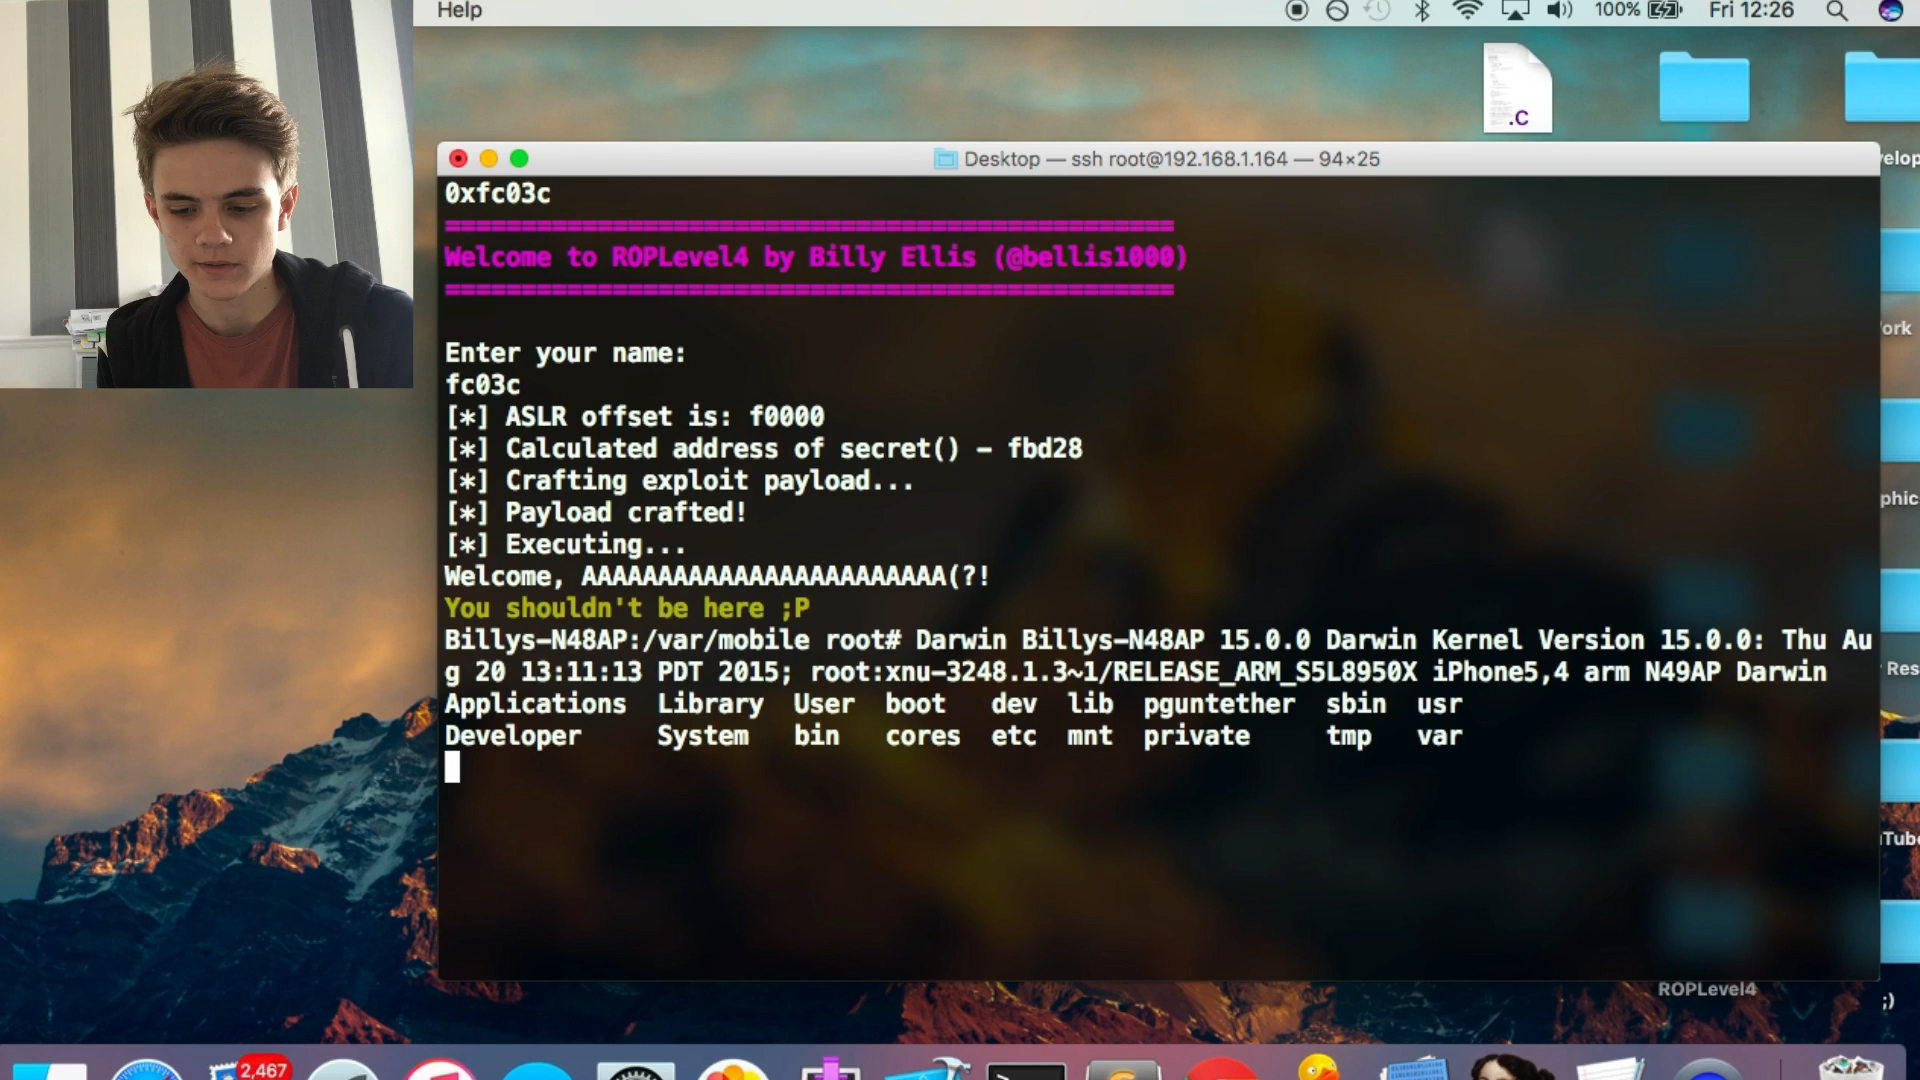 Help
100%
Fri 12:26
.C
Desktop — ssh root@192.168.1.164 — 94×25
0xfc03c
================================================
Welcome to ROPLevel4 by Billy Ellis (@bellis1000)
================================================
Enter your name:
fc03c
[*] ASLR offset is: f0000
[*] Calculated address of secret() – fbd28
[*] Crafting exploit payload...
[*] Payload crafted!
[*] Executing...
Welcome, AAAAAAAAAAAAAAAAAAAAAAAA(?!
You shouldn't be here ;P
Billys-N48AP:/var/mobile root# Darwin Billys-N48AP 15.0.0 Darwin Kernel Version 15.0.0: Thu Au
g 20 13:11:13 PDT 2015; root:xnu-3248.1.3~1/RELEASE_ARM_S5L8950X iPhone5,4 arm N49AP Darwin
Applications Library User boot dev lib pguntether sbin usr
Developer System bin cores etc mnt private tmp var
ROPLevel4
;)
2,467